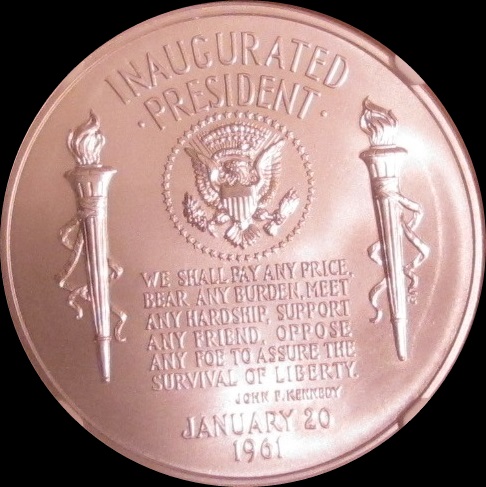 INAUGURATED
· PRESIDENT ·
WE SHALL PAY ANY PRICE,
BEAR ANY BURDEN, MEET
ANY HARDSHIP, SUPPORT
ANY FRIEND, OPPOSE
ANY FOE TO ASSURE THE
SURVIVAL OF LIBERTY.
JOHN F. KENNEDY
JANUARY 20
1961